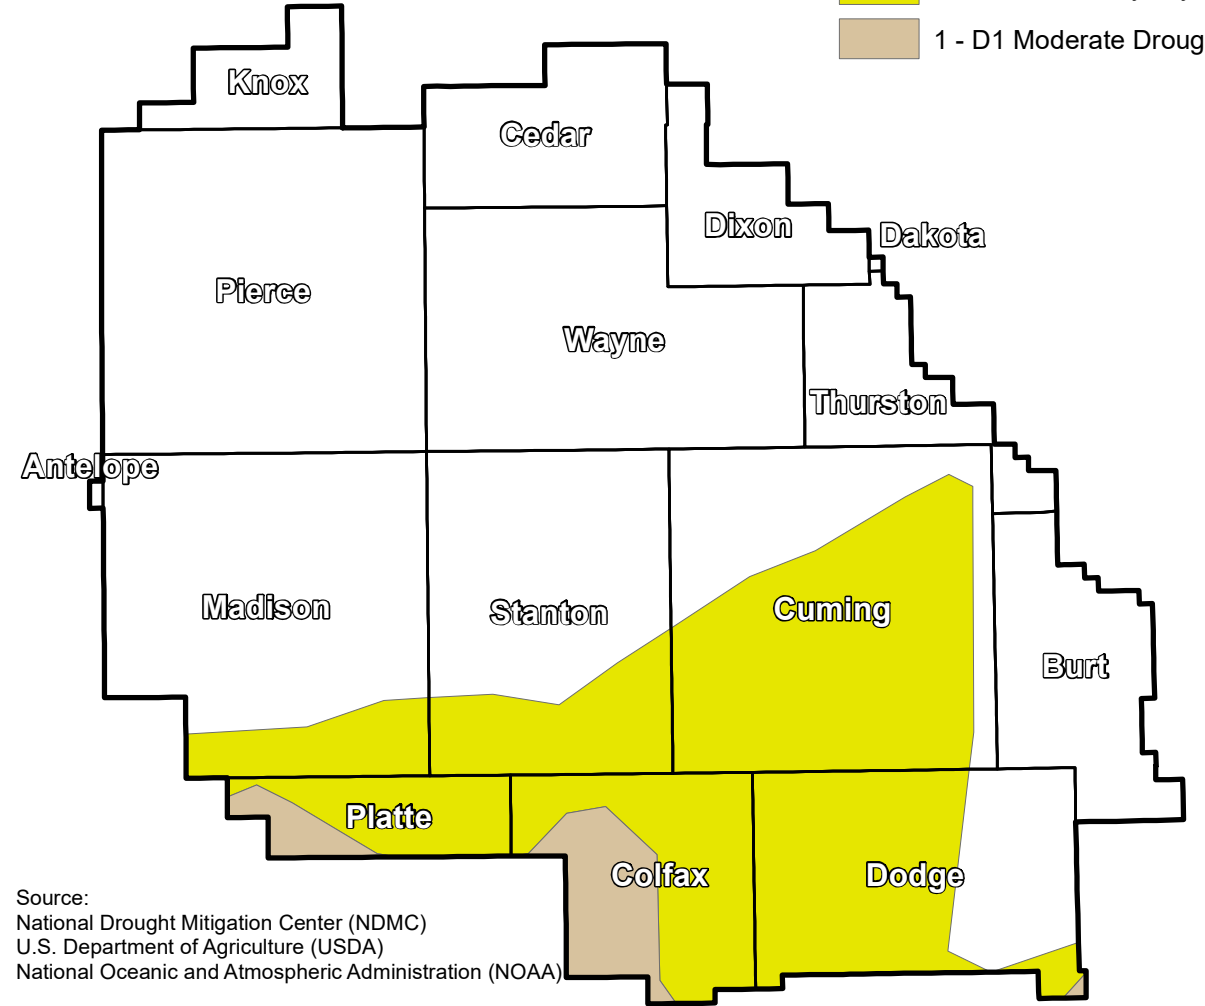 1 - D1 Moderate Droug
Knox
Cedar
Dixon
Dakota
Pierce
Wayne
Thurston
Antelope
Madison
Stanton
Cuming
Burt
Platte
Colfax
Dodge
Source:
National Drought Mitigation Center (NDMC)
U.S. Department of Agriculture (USDA)
National Oceanic and Atmospheric Administration (NOAA)